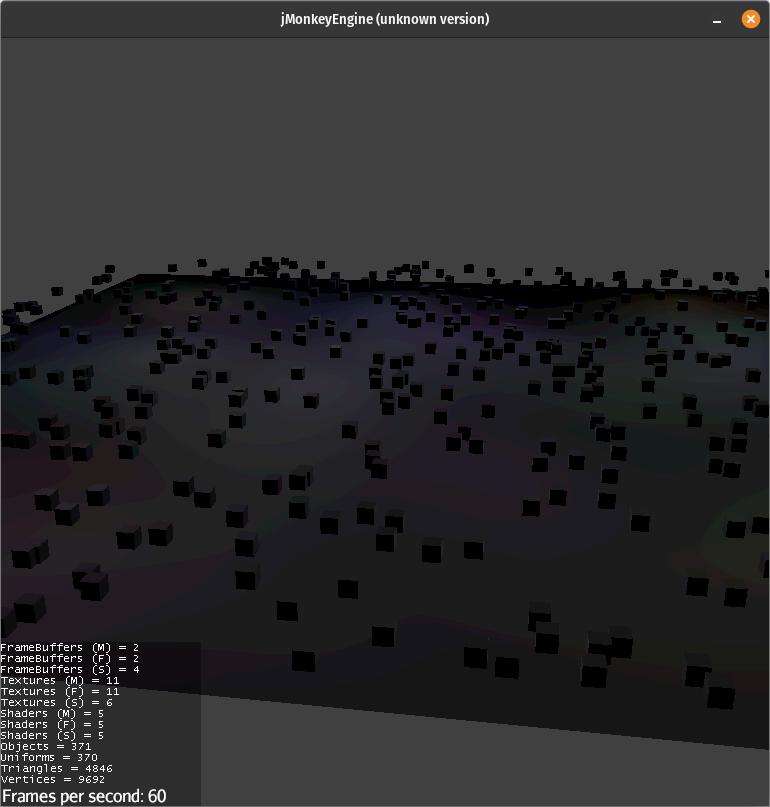 jMonkeyEngine (unknown version)
FrameBuffers (M) = 2
FrameBuffers (F) = 2
FrameBuffers (S) = 4
Textures (M) = 11
Textures (F) = 11
Textures (S) = 6
Shaders (M) = 5
Shaders (F) = 5
Shaders (S) = 5
Objects = 371
Uniforms = 370
Triangles = 4846
Vertices = 9692
Frames per second: 60